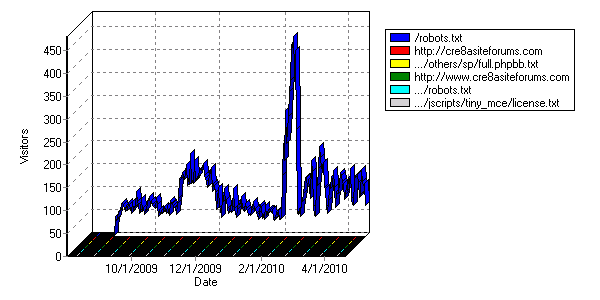 450
400
350
300
250
200
150
100
50
0
Visitors
10/1/2009 12/1/2009 2/1/2010 4/1/2010
Date
/robots.txt
http://cre8asiteforums.com
.../others/sp/full.phpbb.txt
http://www.cre8asiteforums.com
.../robots.txt
.../jscripts/tiny_mce/license.txt